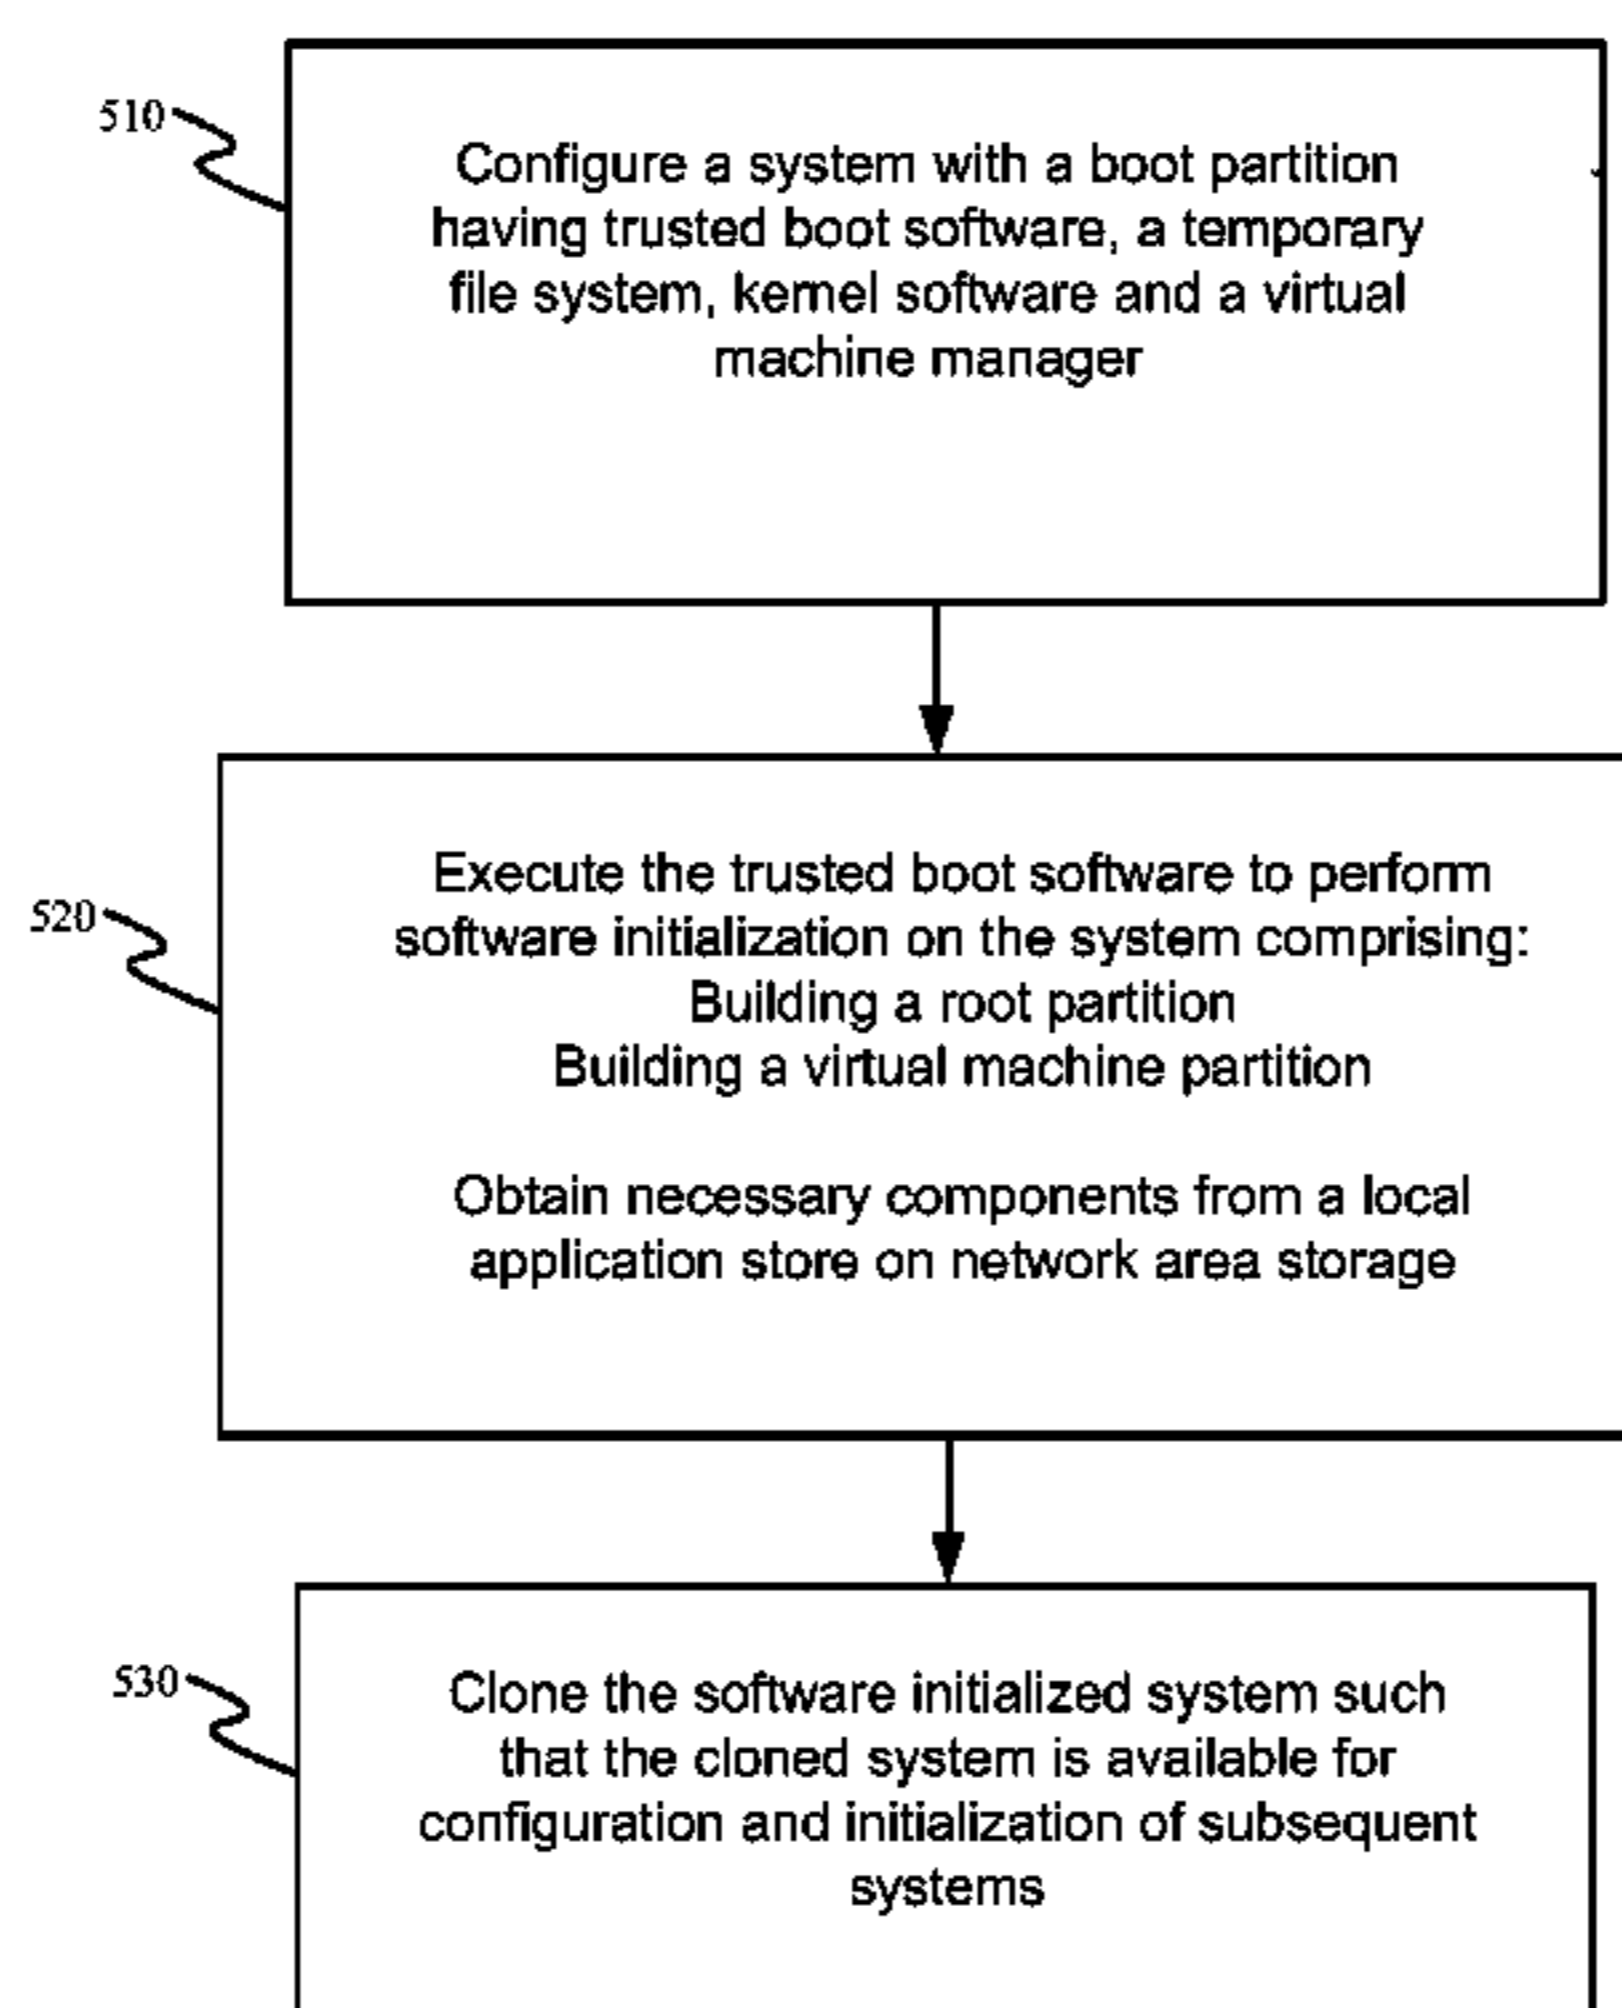 510
Configure a system with a boot partition
having trusted boot software, a temporary
file system, kernel software and a virtual
machine manager
520
Execute the trusted boot software to perform
software initialization on the system comprising:
Building a root partition
Building a virtual machine partition
Obtain necessary components from a local
application store on network area storage
530
Clone the software initialized system such
that the cloned system is available for
configuration and initialization of subsequent
systems